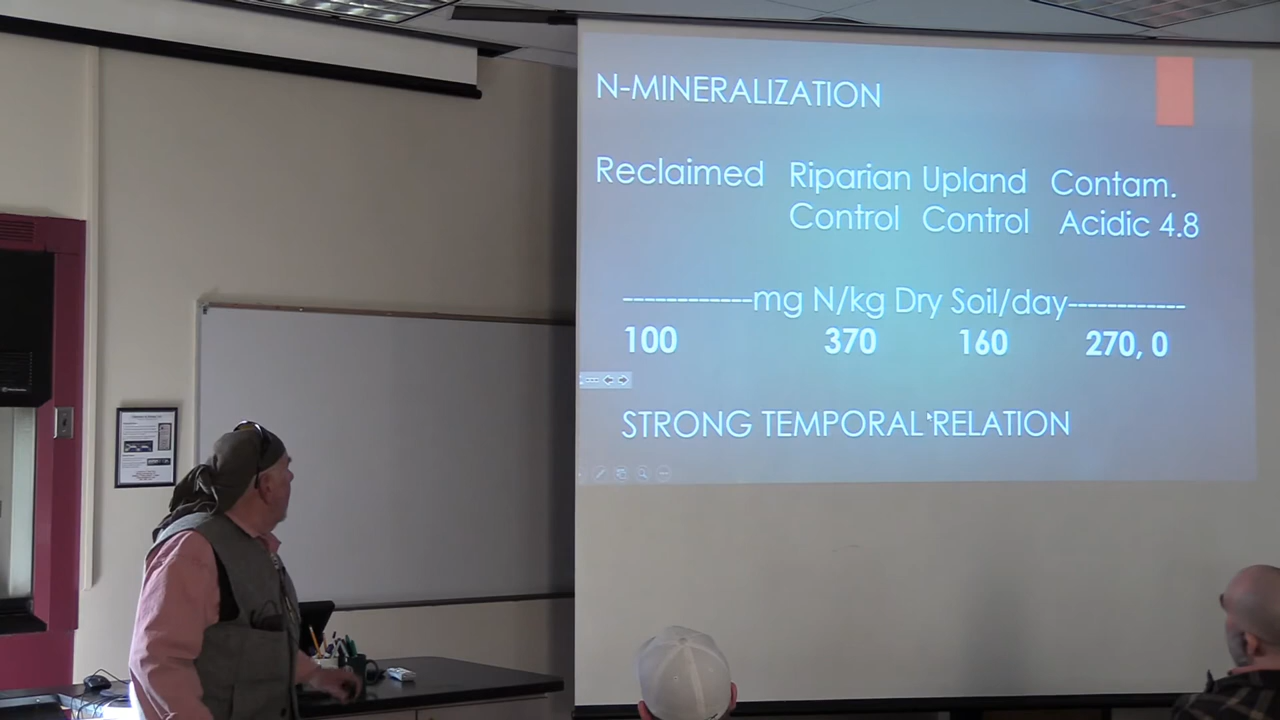 N-MINERALIZATION
Reclaimed Riparian Upland Contam.
Control Control Acidic 4.8
------------mg N/kg Dry Soil/day------------
100 370 160 270, 0
STRONG TEMPORAL RELATION